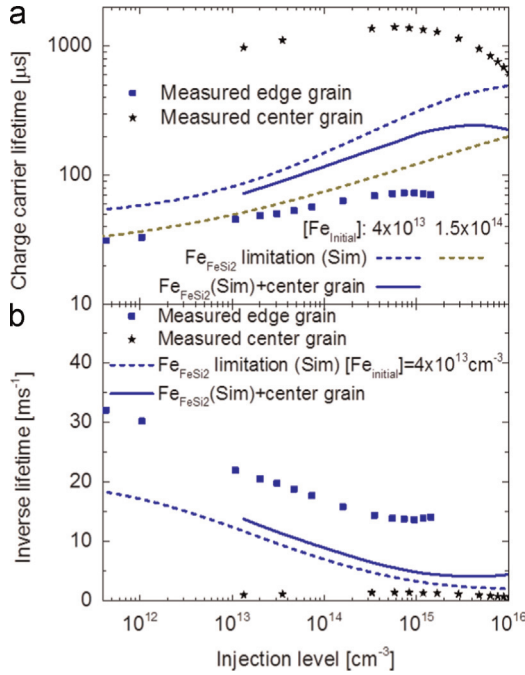 a
Charge carrier lifetime [µs]
1000
100
10
Measured edge grain
Measured center grain
[Fe_Initial]: 4x10^13 1.5x10^14
Fe_FeSi2 limitation (Sim)
Fe_FeSi2(Sim)+center grain
b
Inverse lifetime [ms^-1]
40
30
20
10
0
Measured edge grain
Measured center grain
Fe_FeSi2 limitation (Sim) [Fe_initial]=4x10^13cm^-3
Fe_FeSi2(Sim)+center grain
10^12 10^13 10^14 10^15 10^16
Injection level [cm^-3]